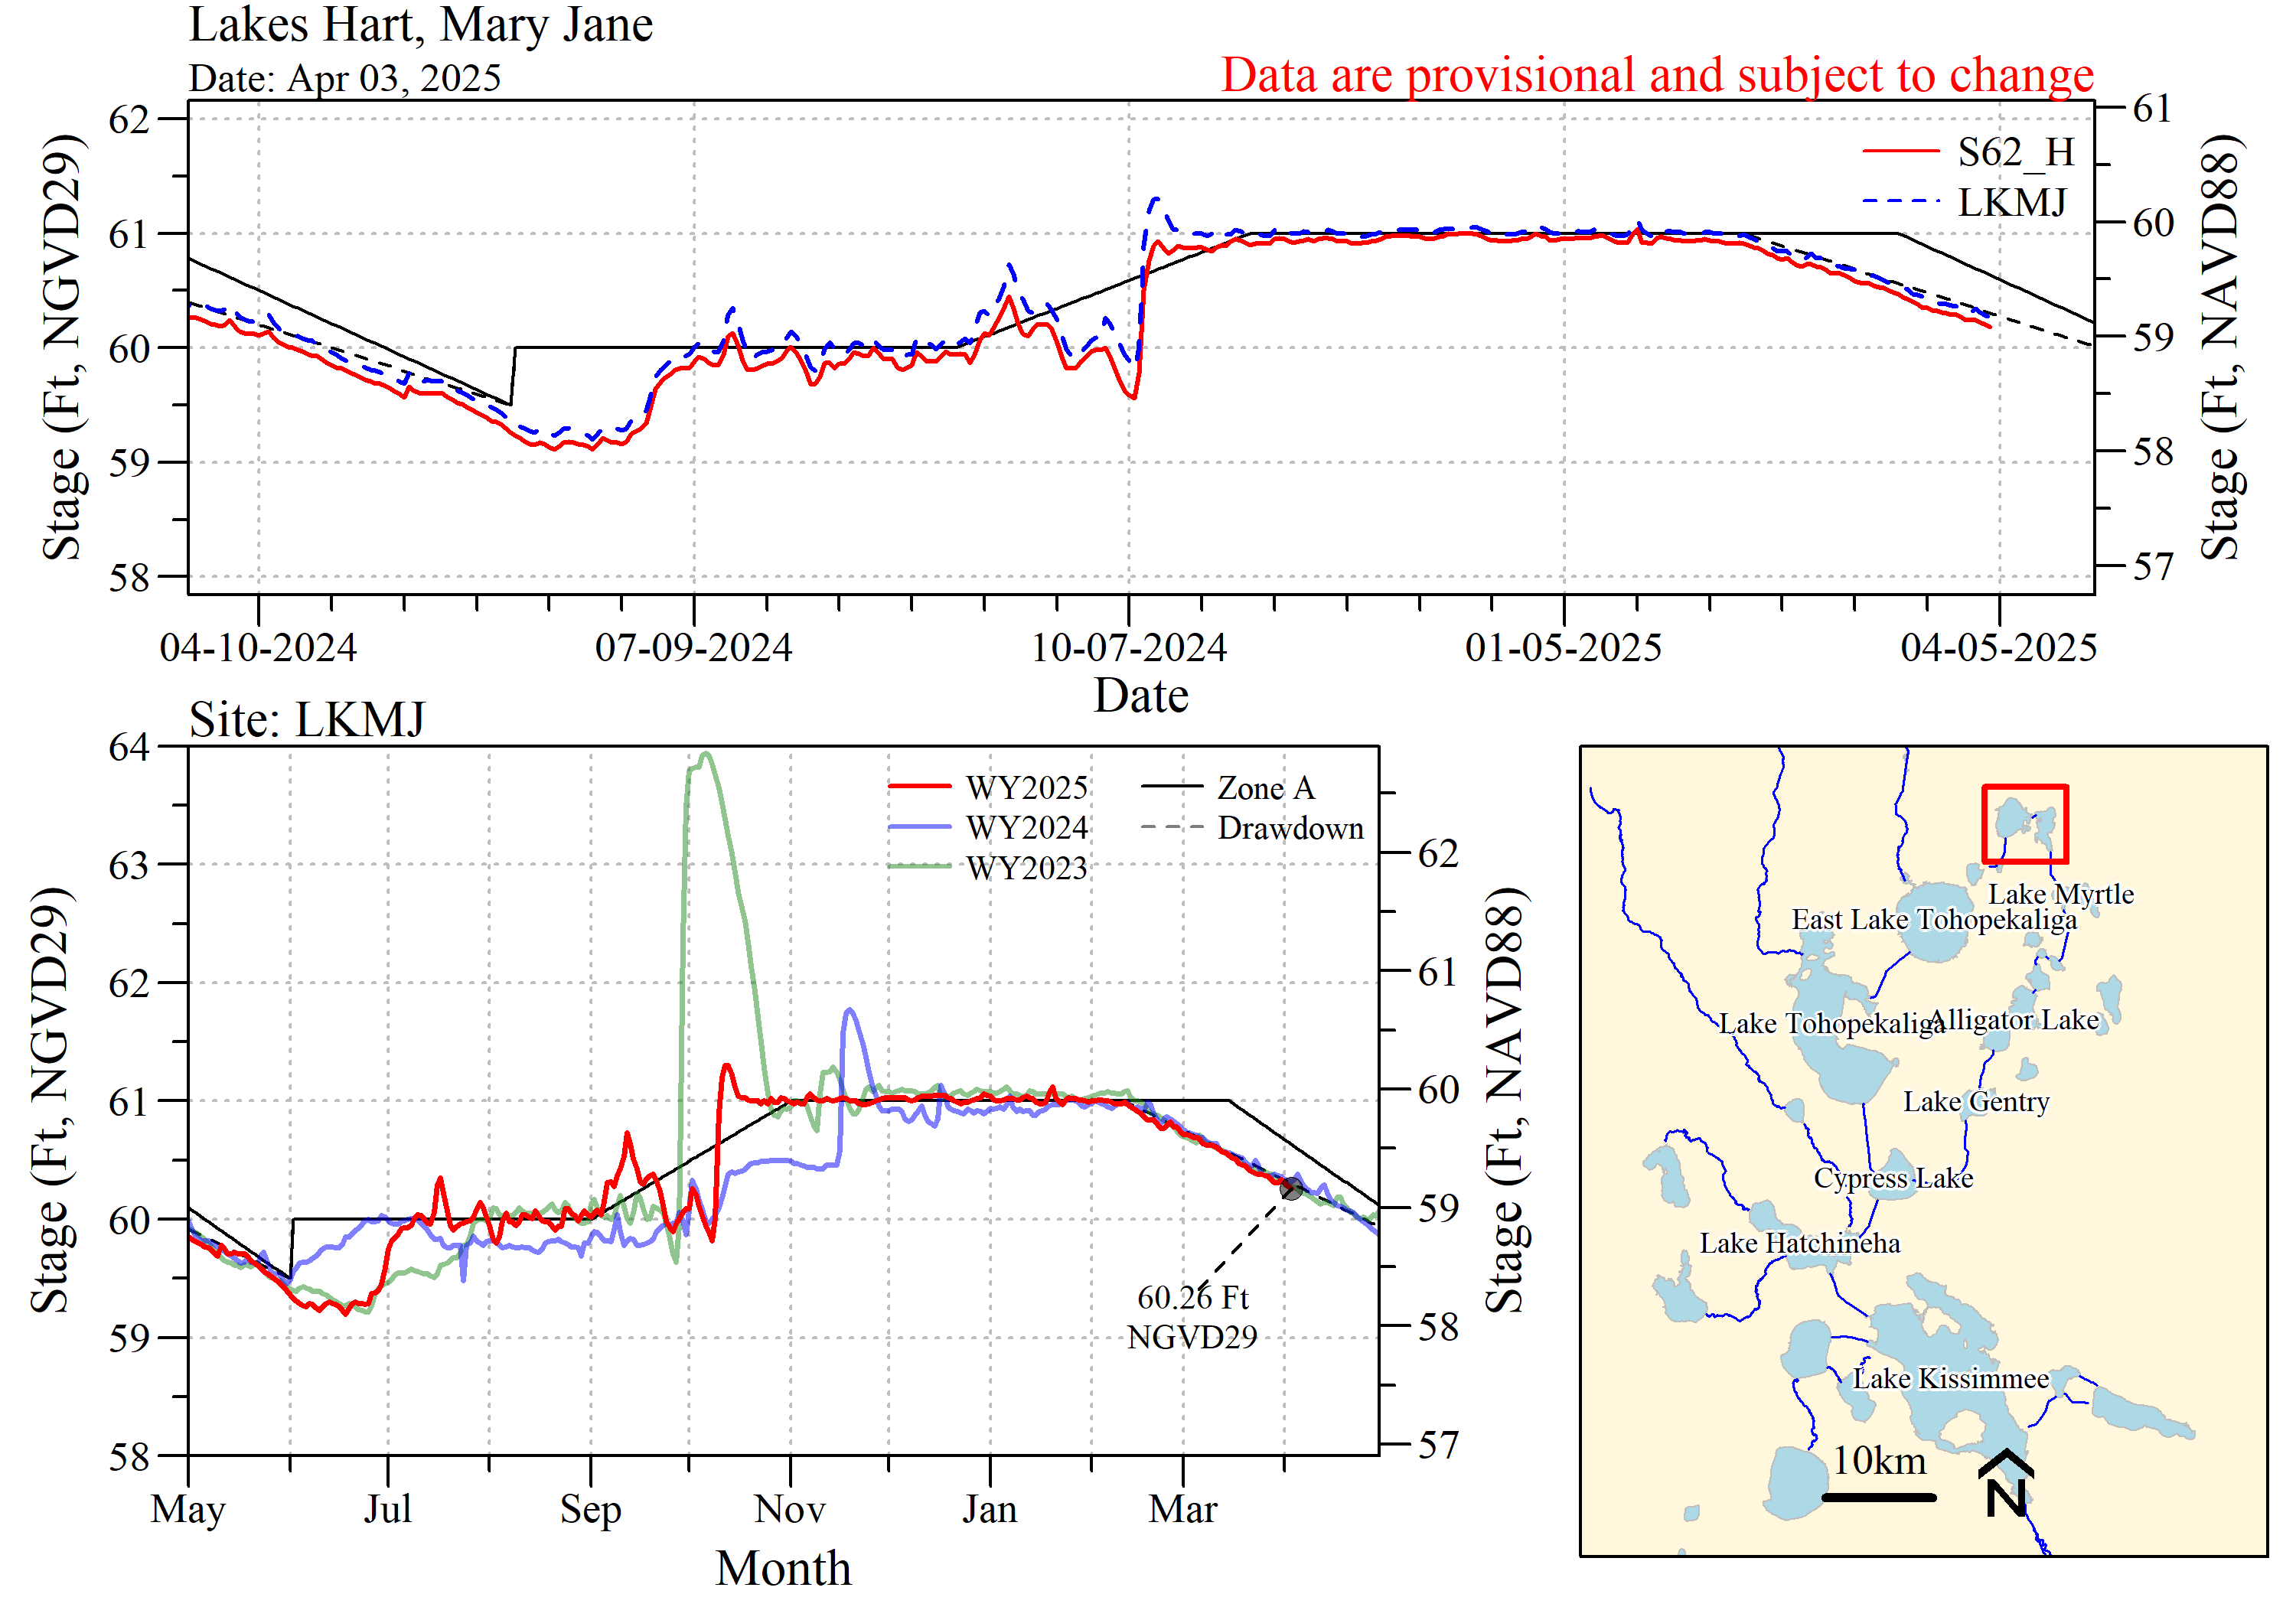 Lakes Hart, Mary Jane
Date: Apr 03, 2025
Data are provisional and subject to change
Stage (Ft, NGVD29)
62
61
60
59
58
61
60
59
58
57
Stage (Ft, NAVD88)
S62_H
LKMJ
04-10-2024
07-09-2024
10-07-2024
01-05-2025
04-05-2025
Date
Site: LKMJ
Stage (Ft, NGVD29)
64
63
62
61
60
59
58
WY2025
WY2024
WY2023
Zone A
Drawdown
62
61
60
59
58
57
Stage (Ft, NAVD88)
60.26 Ft
NGVD29
May
Jul
Sep
Nov
Jan
Mar
Month
Lake Myrtle
East Lake Tohopekaliga
Lake Tohopekaliga
Alligator Lake
Lake Gentry
Cypress Lake
Lake Hatchineha
Lake Kissimmee
10km
N